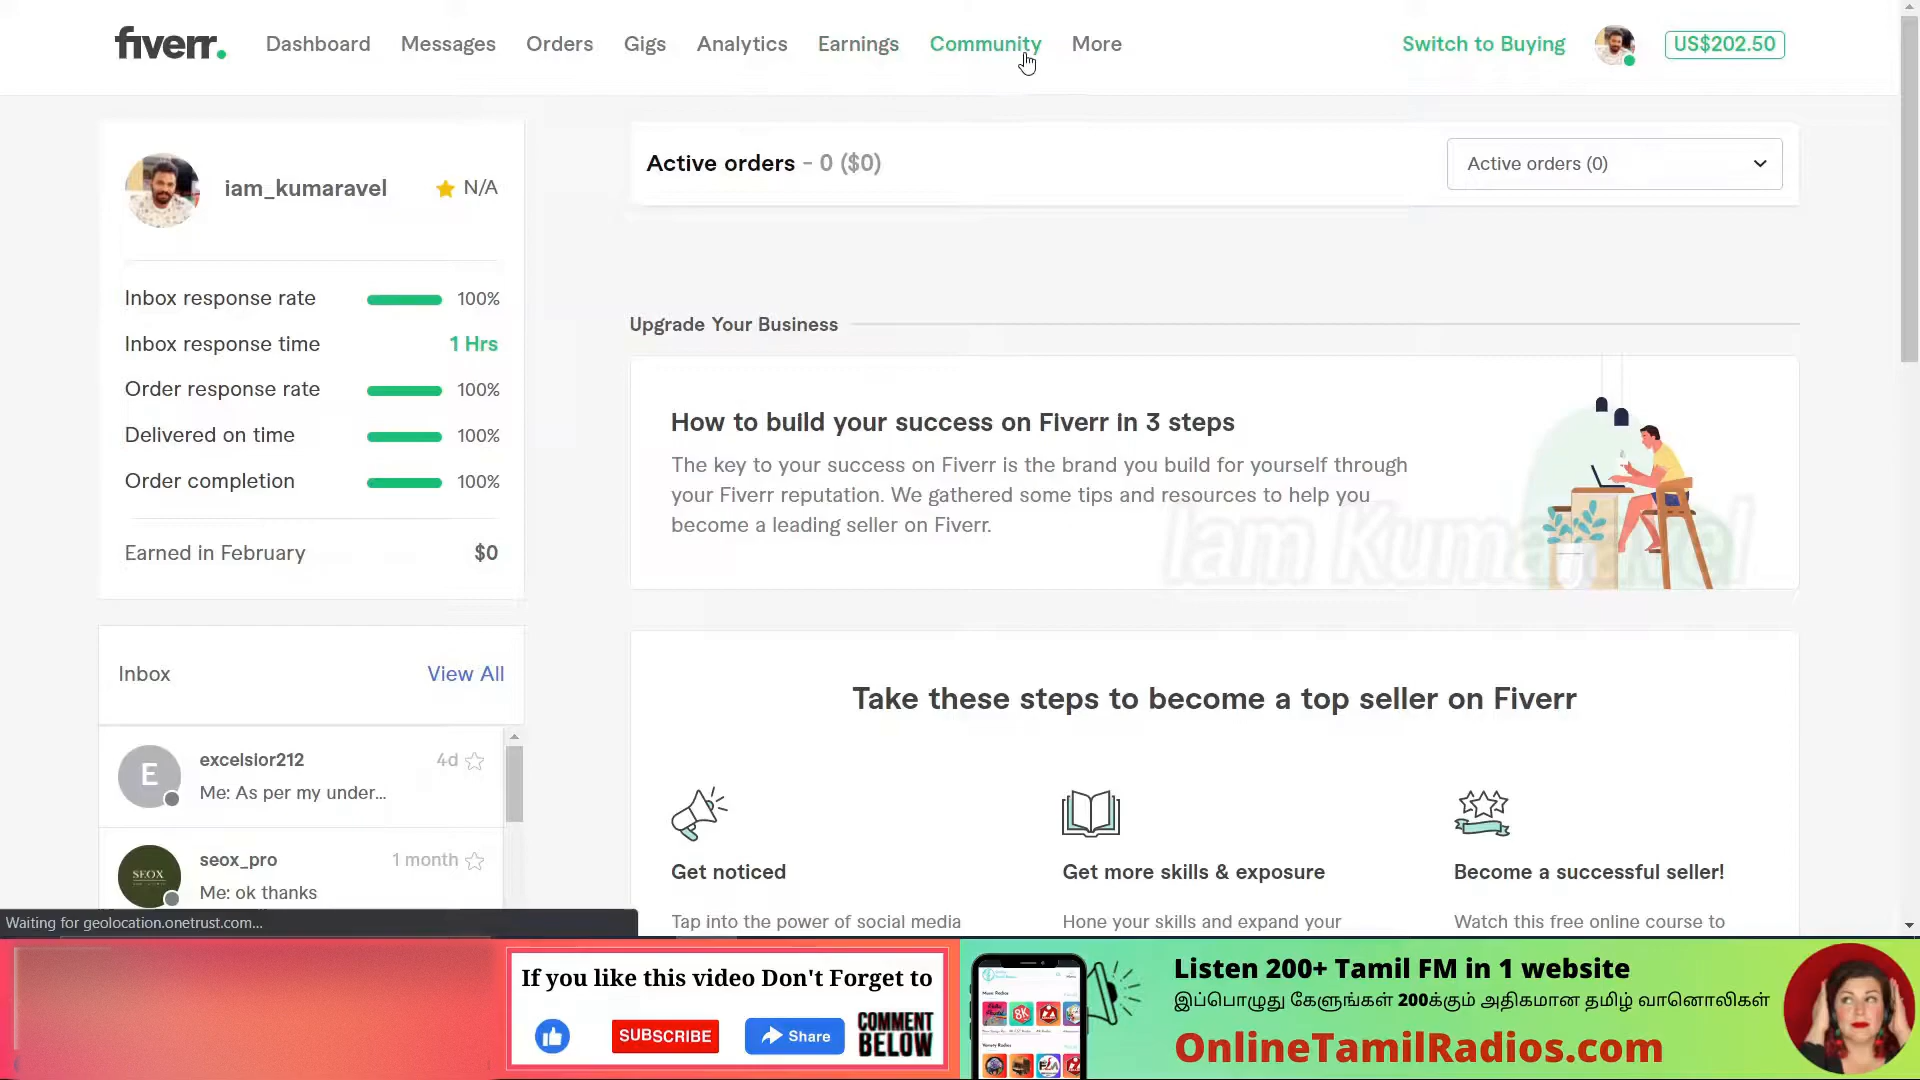 fiverr.
Dashboard
Messages
Orders
Gigs
Analytics
Earnings
Community
More
Switch to Buying
US$202.50
iam_kumaravel
N/A
Inbox response rate 100%
Inbox response time 1 Hrs
Order response rate 100%
Delivered on time 100%
Order completion 100%
Earned in February $0
Inbox View All
E
excelsior212 4d
Me: As per my under...
SEOX
seox_pro 1 month
Me: ok thanks
Waiting for geolocation.onetrust.com...
Active orders - 0 ($0)
Active orders (0)
Upgrade Your Business
How to build your success on Fiverr in 3 steps
The key to your success on Fiverr is the brand you build for yourself through
your Fiverr reputation. We gathered some tips and resources to help you
become a leading seller on Fiverr.
Iam Kumaravel
Take these steps to become a top seller on Fiverr
Get noticed
Tap into the power of social media
Get more skills & exposure
Hone your skills and expand your
Become a successful seller!
Watch this free online course to
If you like this video Don't Forget to
SUBSCRIBE
Share
COMMENT
BELOW
Listen 200+ Tamil FM in 1 website
இப்பொழுது கேளுங்கள் 200க்கும் அதிகமான தமிழ் வானொலிகள்
OnlineTamilRadios.com